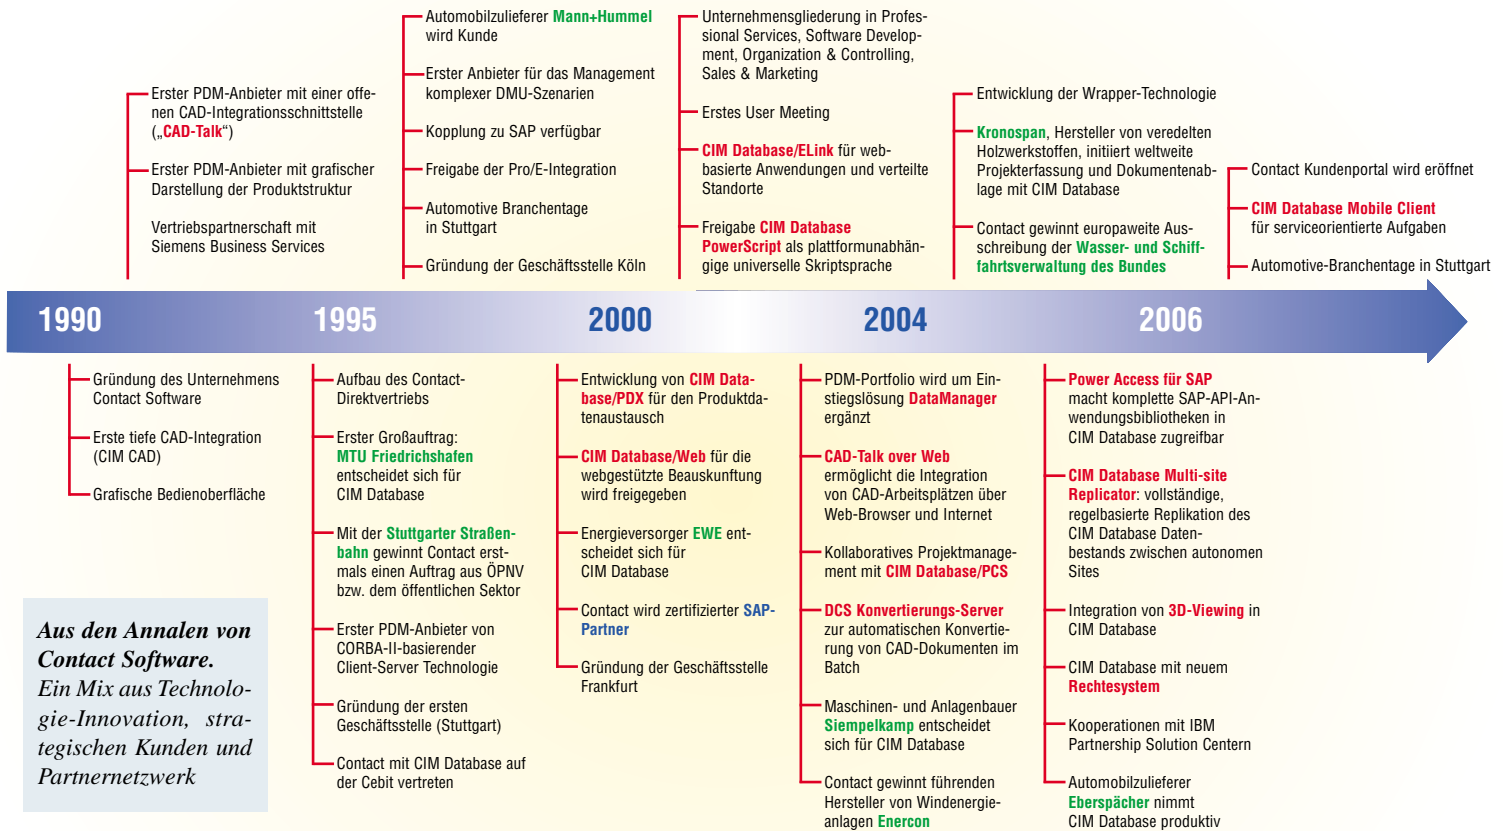 Erster PDM-Anbieter mit einer offe-
nen CAD-Integrationsschnittstelle
(„CAD-Talk“)
Erster PDM-Anbieter mit grafischer
Darstellung der Produktstruktur
Vertriebspartnerschaft mit
Siemens Business Services
Automobilzulieferer Mann+Hummel
wird Kunde
Erster Anbieter für das Management
komplexer DMU-Szenarien
Kopplung zu SAP verfügbar
Freigabe der Pro/E-Integration
Automotive Branchentage
in Stuttgart
Gründung der Geschäftsstelle Köln
Unternehmensgliederung in Profes-
sional Services, Software Develop-
ment, Organization & Controlling,
Sales & Marketing
Erstes User Meeting
CIM Database/ELink für web-
basierte Anwendungen und verteilte
Standorte
Freigabe CIM Database
PowerScript als plattformunabhän-
gige universelle Skriptsprache
Entwicklung der Wrapper-Technologie
Kronospan, Hersteller von veredelten
Holzwerkstoffen, initiiert weltweite
Projekterfassung und Dokumentenab-
lage mit CIM Database
Contact gewinnt europaweite Aus-
schreibung der Wasser- und Schiff-
fahrtsverwaltung des Bundes
Contact Kundenportal wird eröffnet
CIM Database Mobile Client
für serviceorientierte Aufgaben
Automotive-Branchentage in Stuttgart
1990
1995
2000
2004
2006
Gründung des Unternehmens
Contact Software
Erste tiefe CAD-Integration
(CIM CAD)
Grafische Bedienoberfläche
Aufbau des Contact-
Direktvertriebs
Erster Großauftrag:
MTU Friedrichshafen
entscheidet sich für
CIM Database
Mit der Stuttgarter Straßen-
bahn gewinnt Contact erst-
mals einen Auftrag aus ÖPNV
bzw. dem öffentlichen Sektor
Erster PDM-Anbieter von
CORBA-II-basierender
Client-Server Technologie
Gründung der ersten
Geschäftsstelle (Stuttgart)
Contact mit CIM Database auf
der Cebit vertreten
Entwicklung von CIM Data-
base/PDX für den Produktda-
tenaustausch
CIM Database/Web für die
webgestützte Beauskunftung
wird freigegeben
Energieversorger EWE ent-
scheidet sich für
CIM Database
Contact wird zertifizierter SAP-
Partner
Gründung der Geschäftsstelle
Frankfurt
PDM-Portfolio wird um Ein-
stiegslösung DataManager
ergänzt
CAD-Talk over Web
ermöglicht die Integration
von CAD-Arbeitsplätzen über
Web-Browser und Internet
Kollaboratives Projektmanage-
ment mit CIM Database/PCS
DCS Konvertierungs-Server
zur automatischen Konvertie-
rung von CAD-Dokumenten im
Batch
Maschinen- und Anlagenbauer
Siempelkamp entscheidet
sich für CIM Database
Contact gewinnt führenden
Hersteller von Windenergie-
anlagen Enercon
Power Access für SAP
macht komplette SAP-API-An-
wendungsbibliotheken in
CIM Database zugreifbar
CIM Database Multi-site
Replicator: vollständige,
regelbasierte Replikation des
CIM Database Daten-
bestands zwischen autonomen
Sites
Integration von 3D-Viewing in
CIM Database
CIM Database mit neuem
Rechtesystem
Kooperationen mit IBM
Partnership Solution Centern
Automobilzulieferer
Eberspächer nimmt
CIM Database produktiv
Aus den Annalen von
Contact Software.
Ein Mix aus Technolo-
gie-Innovation, stra-
tegischen Kunden und
Partnernetzwerk